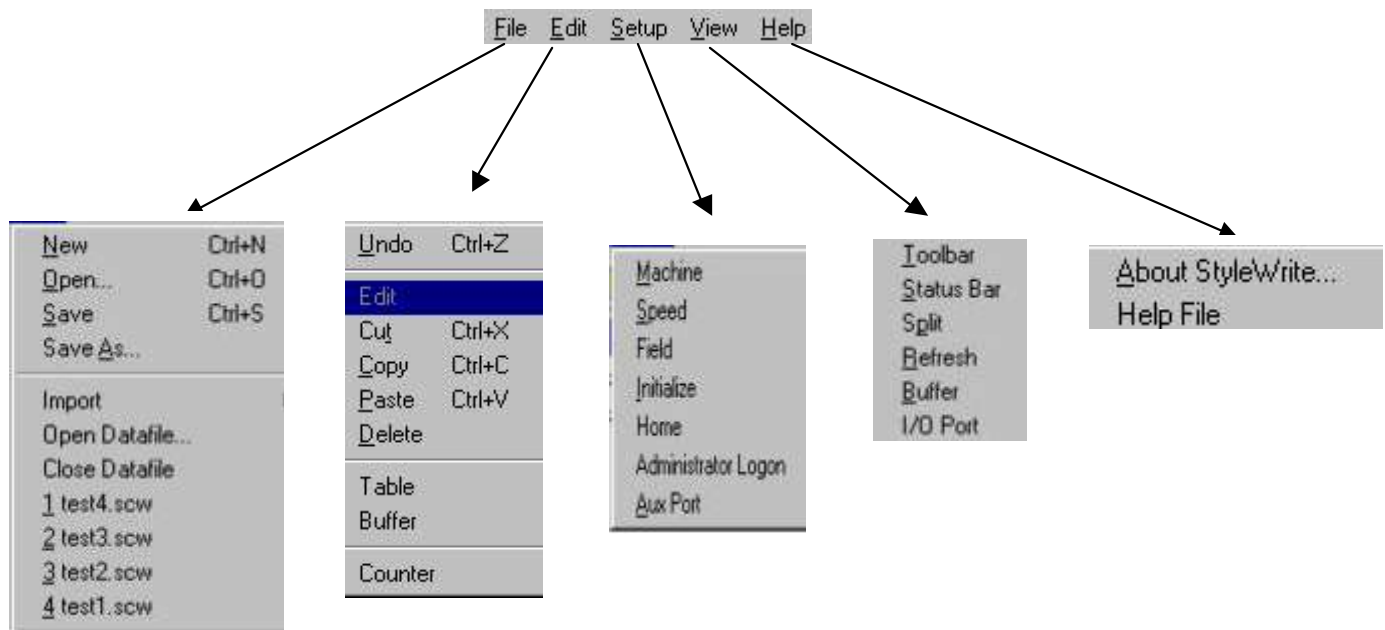 File Edit Setup View Help
New Ctrl+N
Open... Ctrl+O
Save Ctrl+S
Save As...
Import
Open Datafile...
Close Datafile
1 test4.scw
2 test3.scw
3 test2.scw
4 test1.scw
Undo Ctrl+Z
Edit
Cut Ctrl+X
Copy Ctrl+C
Paste Ctrl+V
Delete
Table
Buffer
Counter
Machine
Speed
Field
Initialize
Home
Administrator Logon
Aux Port
Toolbar
Status Bar
Split
Refresh
Buffer
I/O Port
About StyleWrite...
Help File